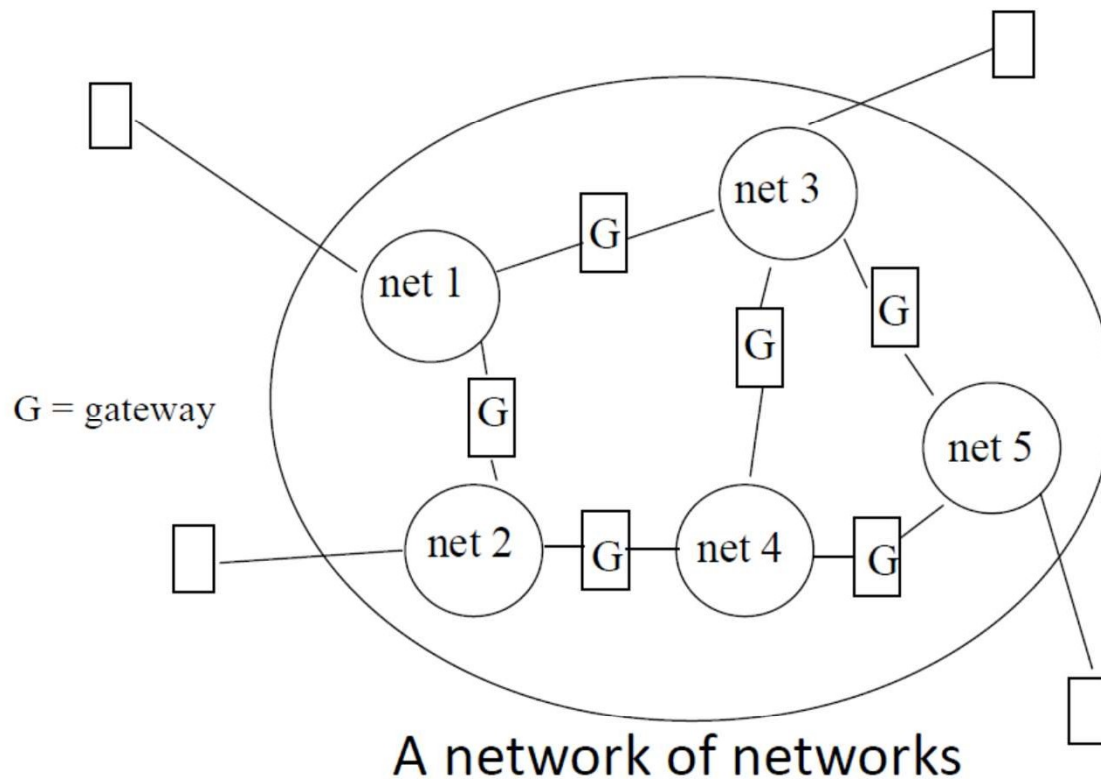 net 3
G
net 1
G
G
G
G = gateway
net 5
net 2
G
net 4
G
A network of networks